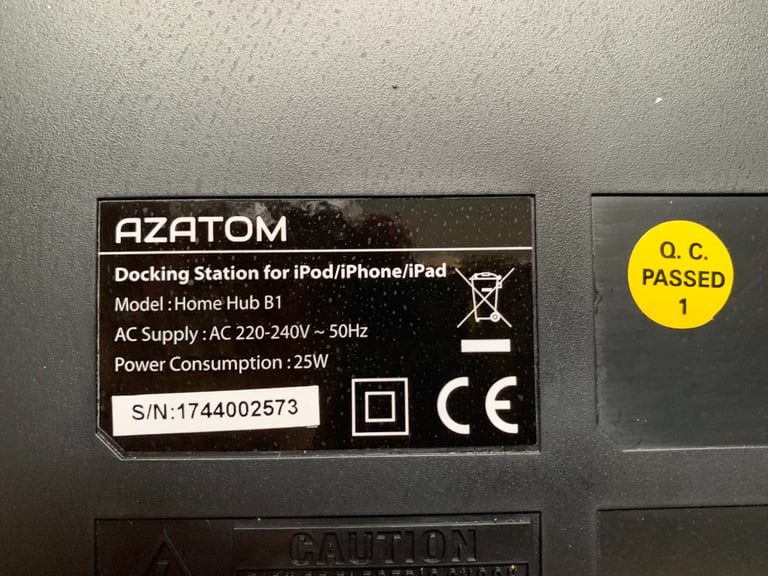 AZATOM
Docking Station for iPod/iPhone/iPad
Model : Home Hub B1
AC Supply : AC 220-240V ~ 50Hz
Power Consumption : 25W
S/N:1744002573
CE
Q. C.
PASSED
1
CAUTION